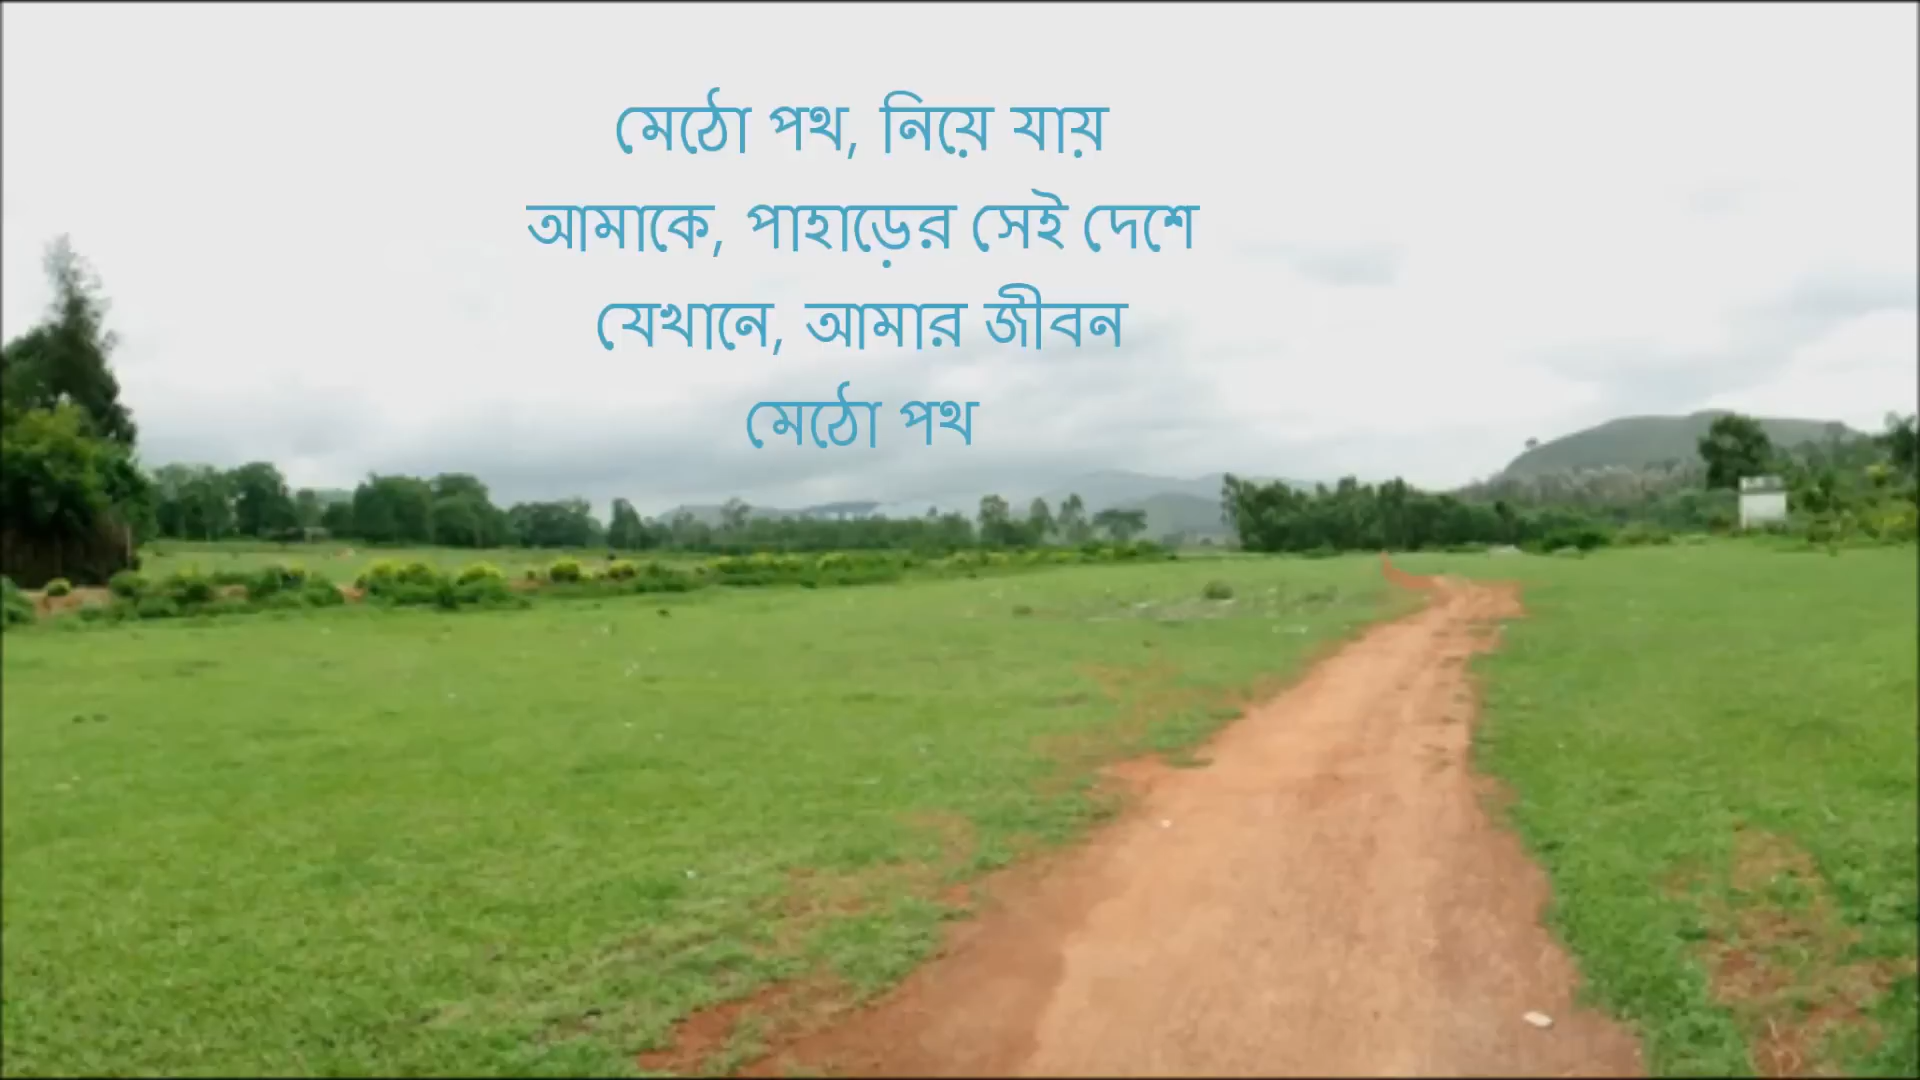 মেঠো পথ, নিয়ে যায়
আমাকে, পাহাড়ের সেই দেশে
যেখানে, আমার জীবন
মেঠো পথ